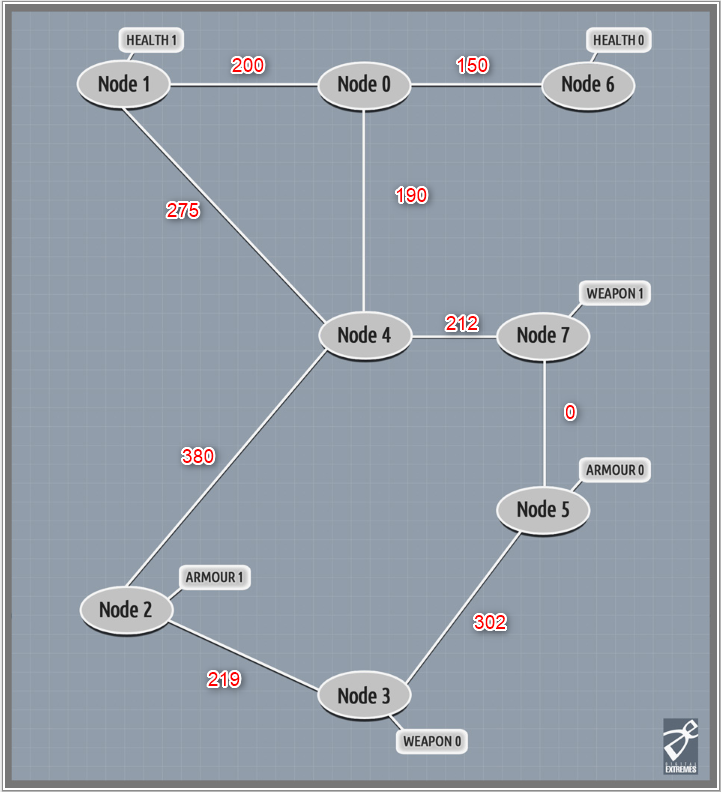 HEALTH 1
HEALTH 0
200
150
Node 1
Node 0
Node 6
275
190
WEAPON 1
212
Node 4
Node 7
0
380
ARMOUR 0
Node 5
ARMOUR 1
Node 2
302
219
Node 3
WEAPON 0
DIGITAL
EXTREMES